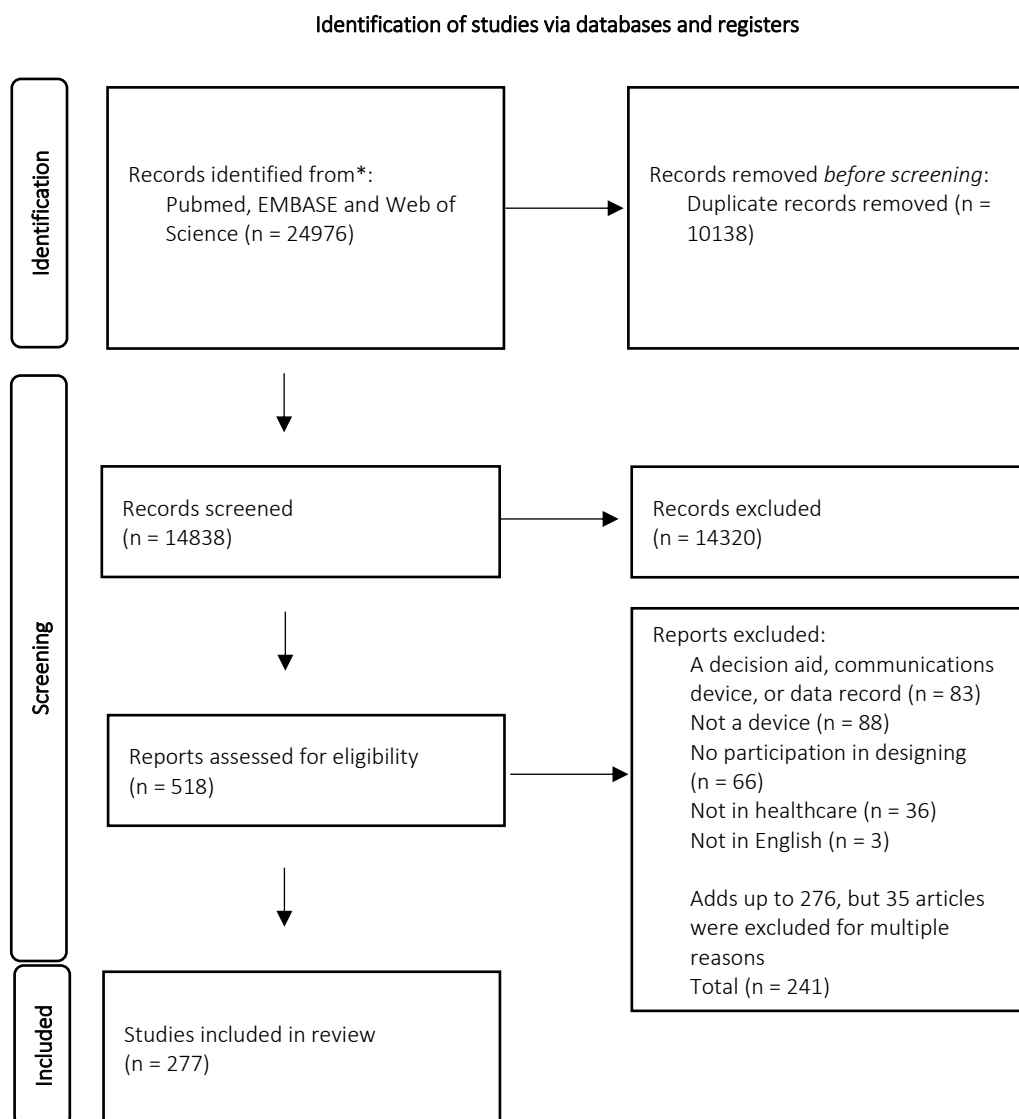 Identification of studies via databases and registers
Identification
Records identified from*:
Pubmed, EMBASE and Web of
Science (n = 24976)
Records removed before screening:
Duplicate records removed (n =
10138)
Screening
Records screened
(n = 14838)
Records excluded
(n = 14320)
Reports assessed for eligibility
(n = 518)
Reports excluded:
A decision aid, communications
device, or data record (n = 83)
Not a device (n = 88)
No participation in designing
(n = 66)
Not in healthcare (n = 36)
Not in English (n = 3)
Adds up to 276, but 35 articles
were excluded for multiple
reasons
Total (n = 241)
Included
Studies included in review
(n = 277)